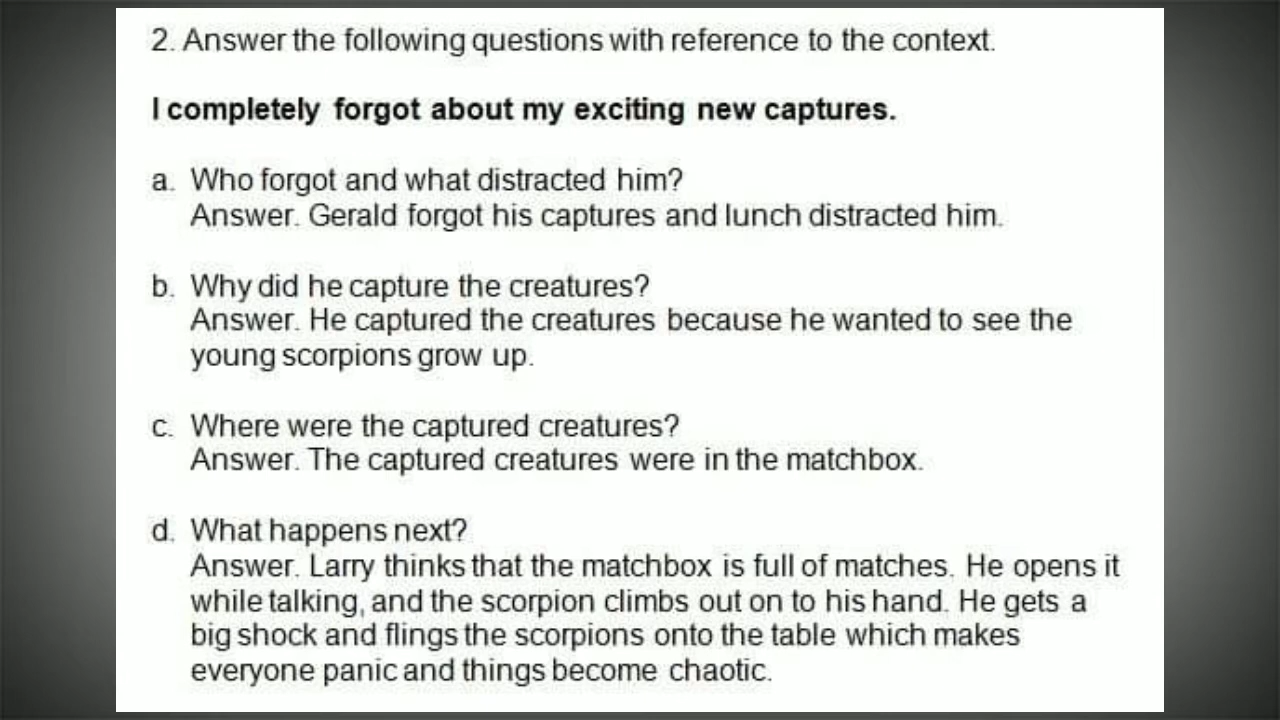 2. Answer the following questions with reference to the context.
I completely forgot about my exciting new captures.
a. Who forgot and what distracted him?
Answer. Gerald forgot his captures and lunch distracted him.
b. Why did he capture the creatures?
Answer. He captured the creatures because he wanted to see the
young scorpions grow up.
c. Where were the captured creatures?
Answer. The captured creatures were in the matchbox.
d. What happens next?
Answer. Larry thinks that the matchbox is full of matches. He opens it
while talking, and the scorpion climbs out on to his hand. He gets a
big shock and flings the scorpions onto the table which makes
everyone panic and things become chaotic.